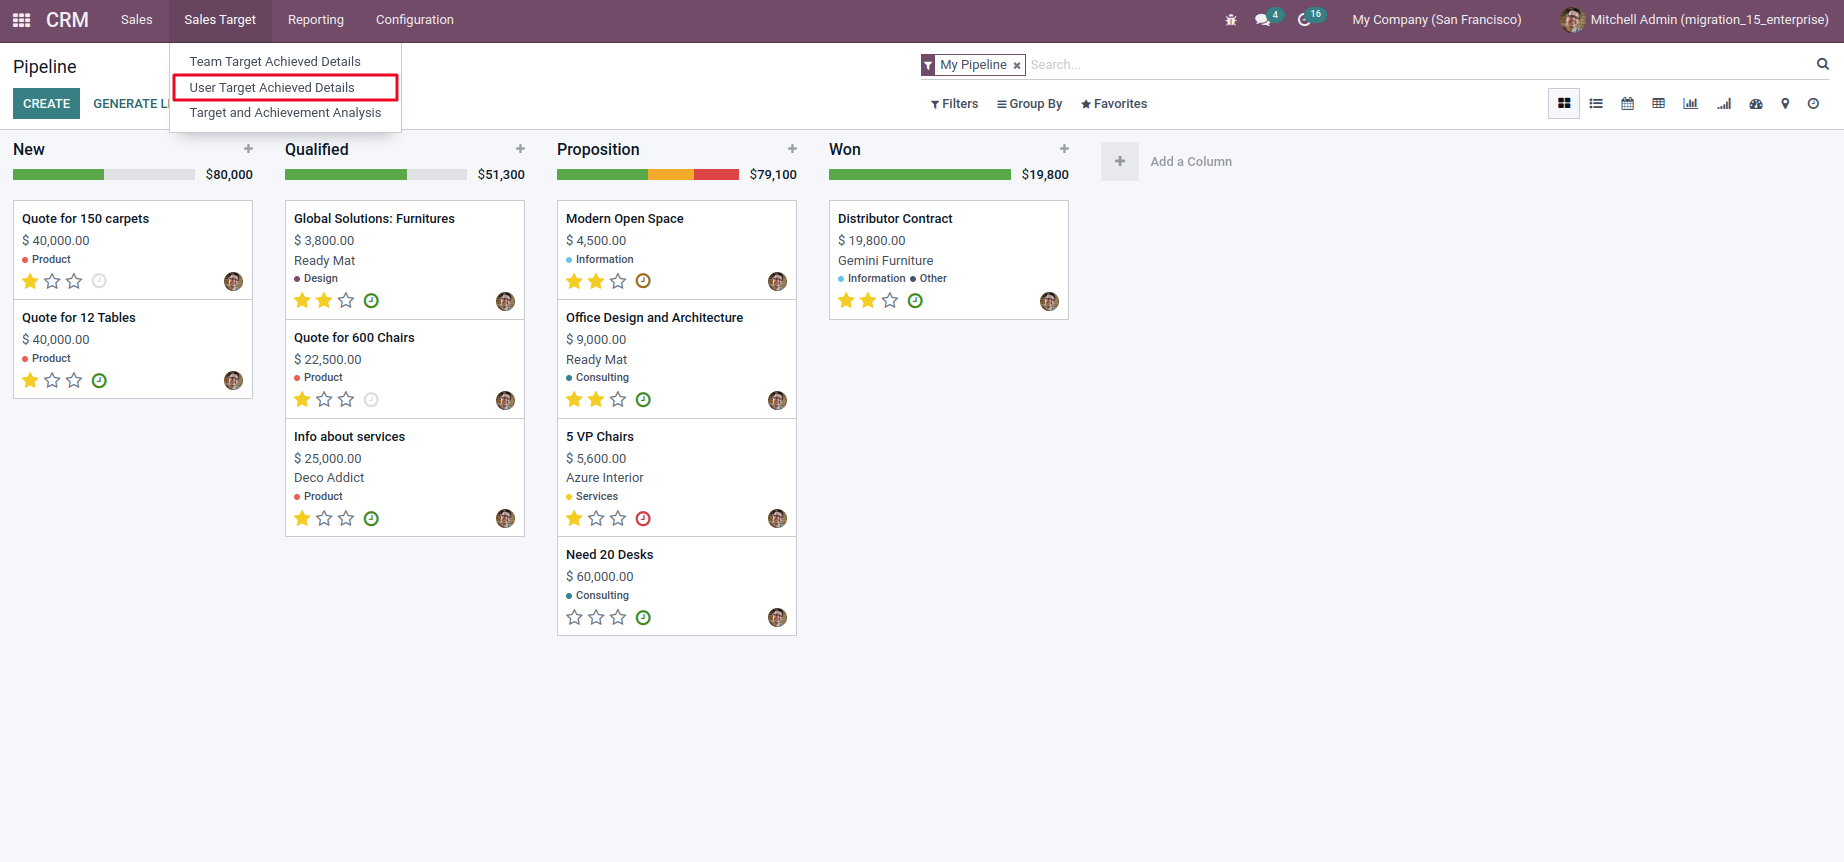 CRM Sales Sales Target Reporting Configuration 4 16 My Company (San Francisco) Mitchell Admin (migration_15_enterprise)
Team Target Achieved Details
User Target Achieved Details
Target and Achievement Analysis
Pipeline
My Pipeline Search...
CREATE GENERATE
Filters Group By Favorites
New
$80,000
Quote for 150 carpets
$ 40,000.00
Product
Quote for 12 Tables
$ 40,000.00
Product
Qualified
$51,300
Global Solutions: Furnitures
$ 3,800.00
Ready Mat
Design
Quote for 600 Chairs
$ 22,500.00
Product
Info about services
$ 25,000.00
Deco Addict
Product
Proposition
$79,100
Modern Open Space
$ 4,500.00
Information
Office Design and Architecture
$ 9,000.00
Ready Mat
Consulting
5 VP Chairs
$ 5,600.00
Azure Interior
Services
Need 20 Desks
$ 60,000.00
Consulting
Won
$19,800
Distributor Contract
$ 19,800.00
Gemini Furniture
Information Other
Add a Column